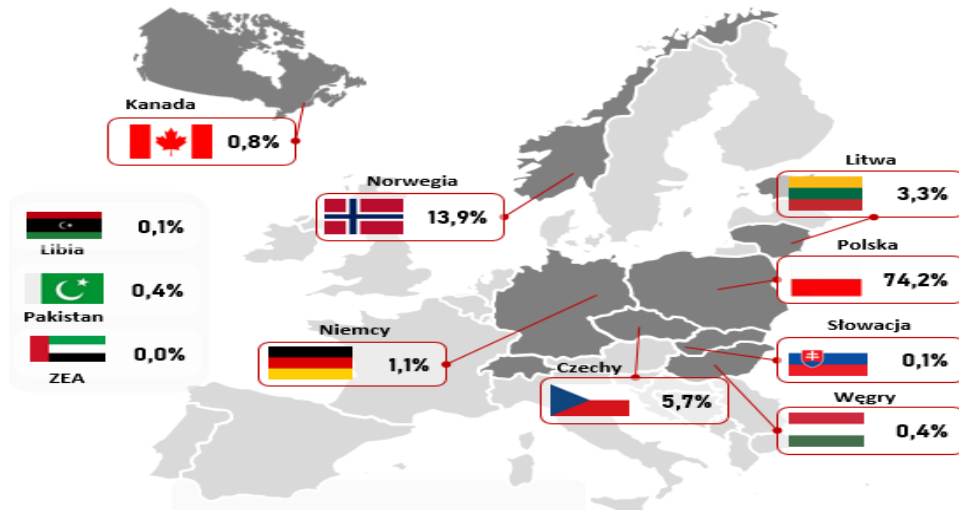 Kanada
0,8%
Norwegia
13,9%
Litwa
3,3%
Libia
0,1%
Polska
74,2%
Pakistan
0,4%
Niemcy
1,1%
Słowacja
0,1%
ZEA
0,0%
Czechy
5,7%
Węgry
0,4%